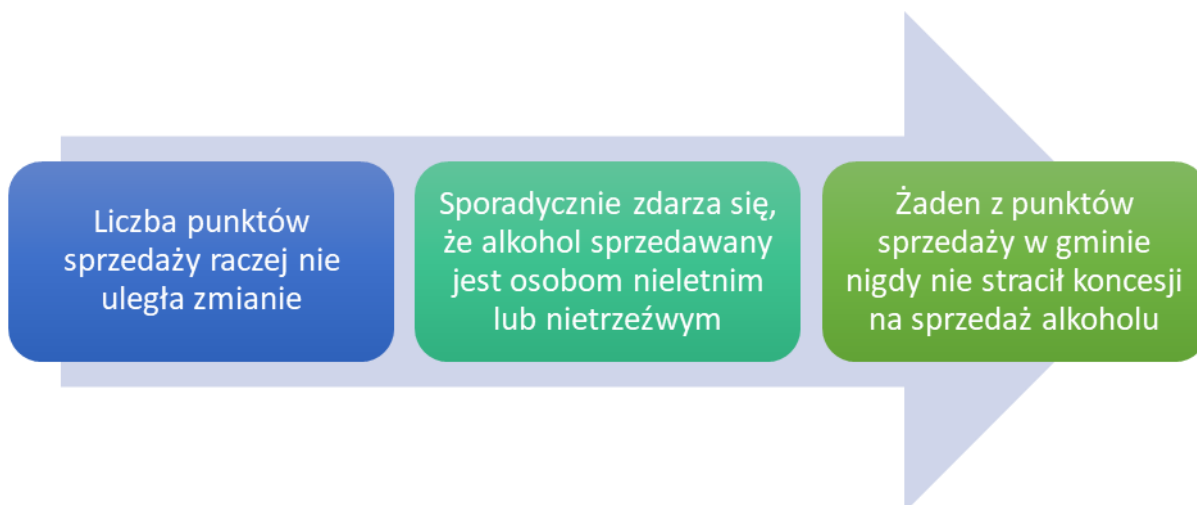 Liczba punktów
sprzedaży raczej nie
uległa zmianie
Sporadycznie zdarza się,
że alkohol sprzedawany
jest osobom nieletnim
lub nietrzeźwym
Żaden z punktów
sprzedaży w gminie
nigdy nie stracił koncesji
na sprzedaż alkoholu